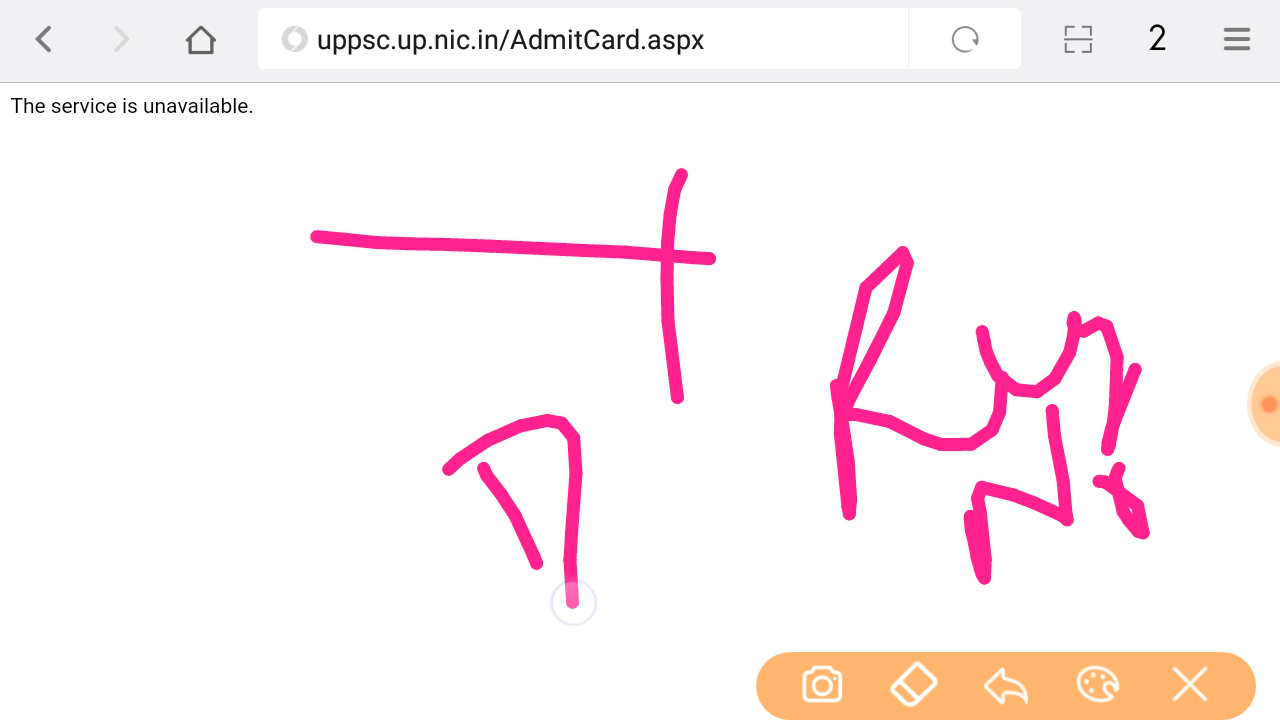 uppsc.up.nic.in/AdmitCard.aspx 2
The service is unavailable.